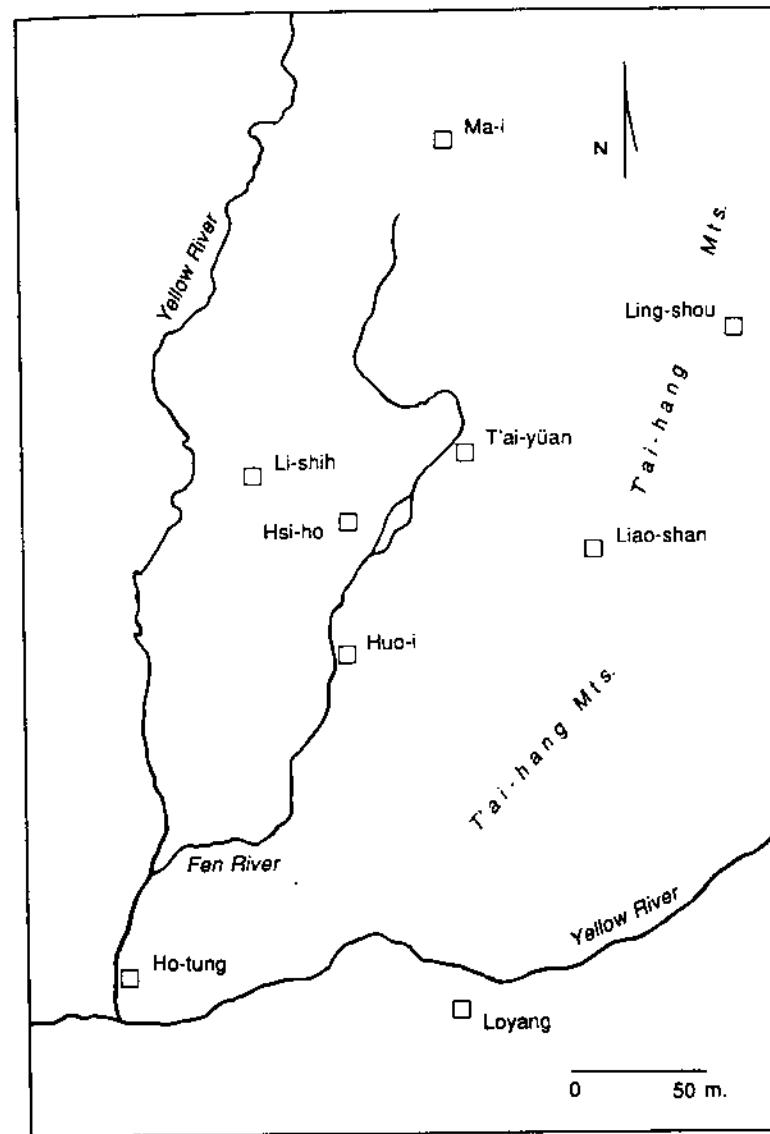 Ma-i
N
Mts.
Yellow River
Ling-shou
T'ai-hang
T'ai-yüan
Li-shih
Hsi-ho
Liao-shan
Huo-i
T'ai-hang Mts.
Fen River
Yellow River
Ho-tung
Loyang
0 50 m.